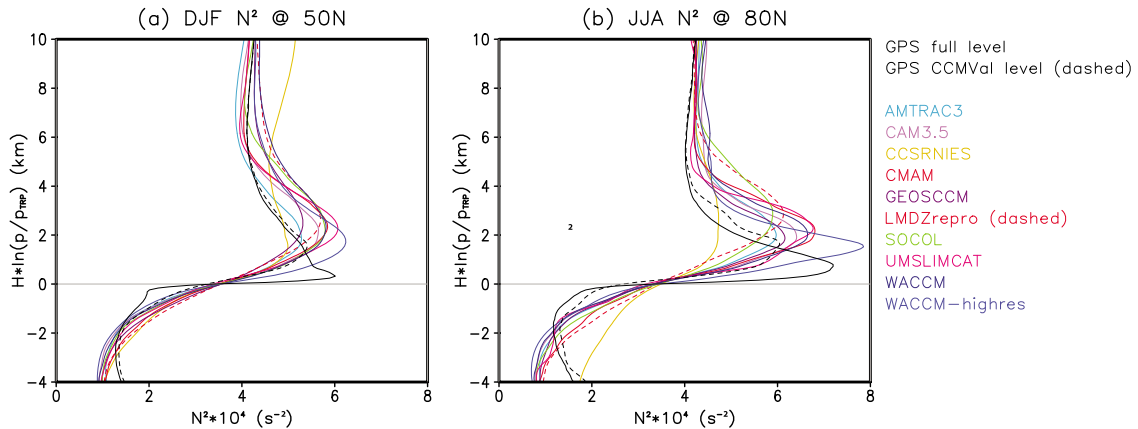 (a) DJF N² @ 50N
(b) JJA N² @ 80N
H*ln(p/pTRP) (km)
10
8
6
4
2
0
−2
−4
0
2
4
6
8
N²*10⁴ (s⁻²)
H*ln(p/pTRP) (km)
10
8
6
4
2
0
−2
−4
2
0
2
4
6
8
N²*10⁴ (s⁻²)
GPS full level
GPS CCMVal level (dashed)
AMTRAC3
CAM3.5
CCSRNIES
CMAM
GEOSCCM
LMDZrepro (dashed)
SOCOL
UMSLIMCAT
WACCM
WACCM−highres